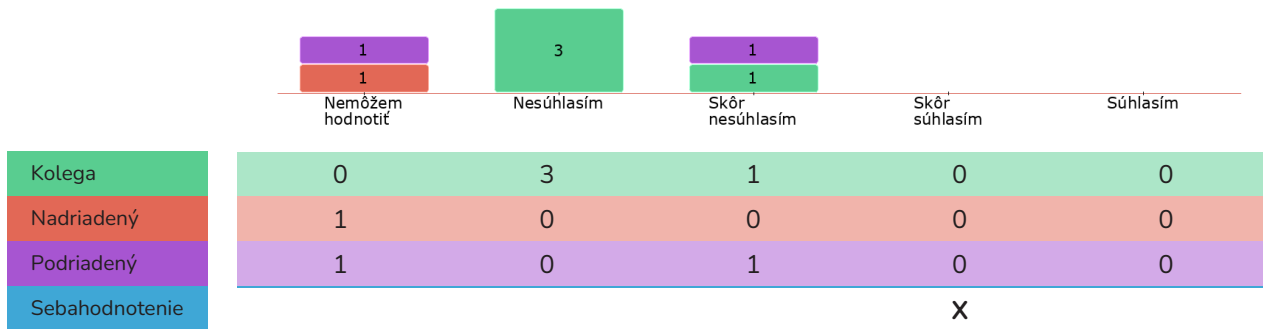 1 3 1
1 1
Nemôžem hodnotiť Nesúhlasím Skôr nesúhlasím Skôr súhlasím Súhlasím
Kolega 0 3 1 0 0
Nadriadený 1 0 0 0 0
Podriadený 1 0 1 0 0
Sebahodnotenie x